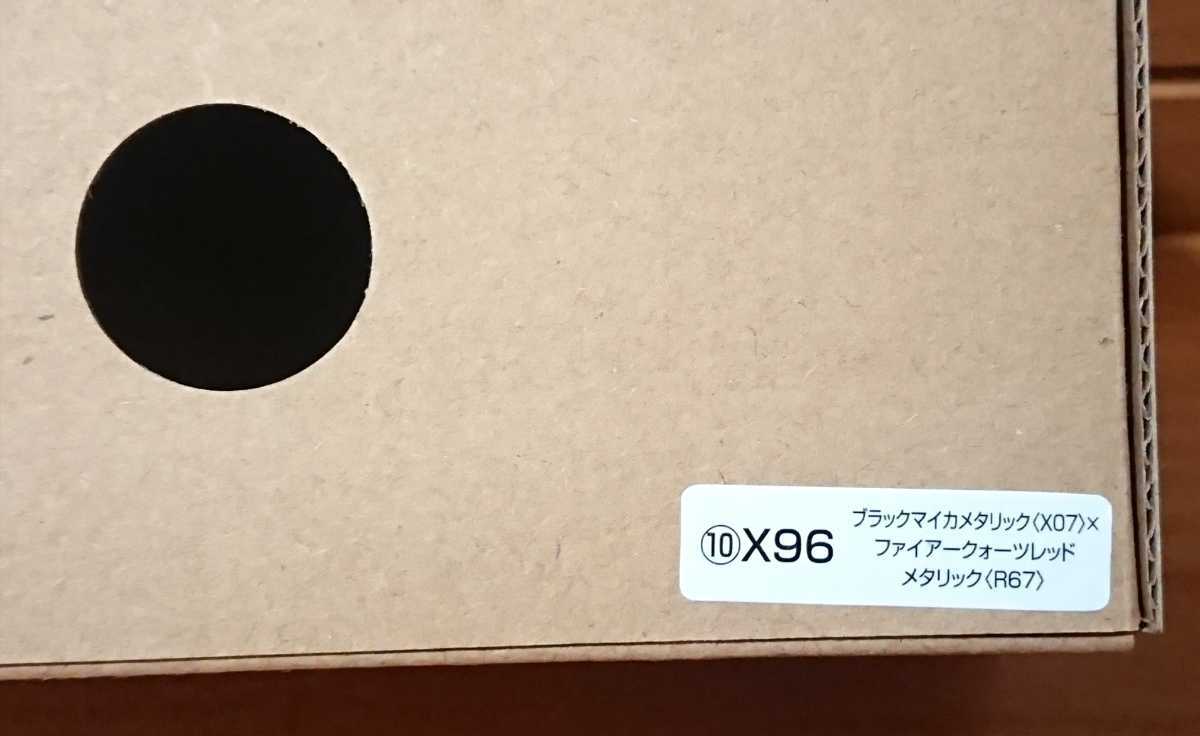 ⑩X96
ブラックマイカメタリック〈X07〉×
ファイアークォーツレッド
メタリック〈R67〉